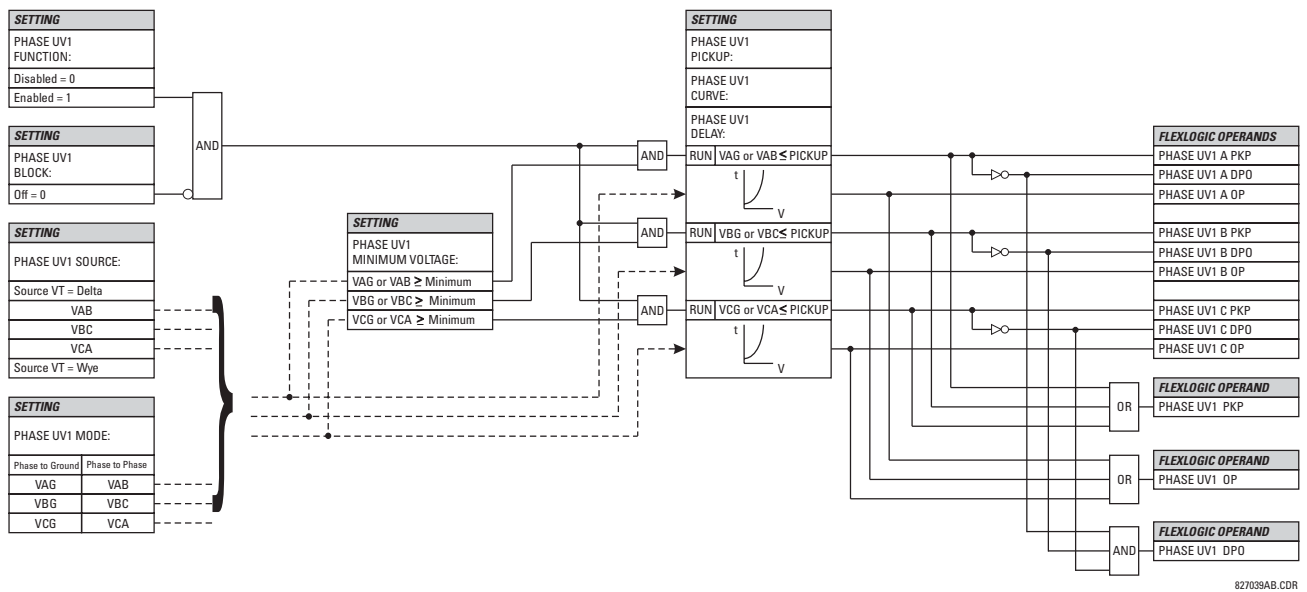 SETTING
PHASE UV1
FUNCTION:
Disabled = 0
Enabled = 1
SETTING
PHASE UV1
BLOCK:
Off = 0
AND
SETTING
PHASE UV1 SOURCE:
Source VT = Delta
VAB
VBC
VCA
Source VT = Wye
SETTING
PHASE UV1 MODE:
Phase to Ground Phase to Phase
VAG VAB
VBG VBC
VCG VCA
SETTING
PHASE UV1
MINIMUM VOLTAGE:
VAG or VAB ≥ Minimum
VBG or VBC ≥ Minimum
VCG or VCA ≥ Minimum
AND
AND
AND
SETTING
PHASE UV1
PICKUP:
PHASE UV1
CURVE:
PHASE UV1
DELAY:
RUN VAG or VAB≤ PICKUP
t
V
RUN VBG or VBC≤ PICKUP
t
V
RUN VCG or VCA≤ PICKUP
t
V
FLEXLOGIC OPERANDS
PHASE UV1 A PKP
PHASE UV1 A DPO
PHASE UV1 A OP
PHASE UV1 B PKP
PHASE UV1 B DPO
PHASE UV1 B OP
PHASE UV1 C PKP
PHASE UV1 C DPO
PHASE UV1 C OP
OR
FLEXLOGIC OPERAND
PHASE UV1 PKP
OR
FLEXLOGIC OPERAND
PHASE UV1 OP
AND
FLEXLOGIC OPERAND
PHASE UV1 DPO
827039AB.CDR